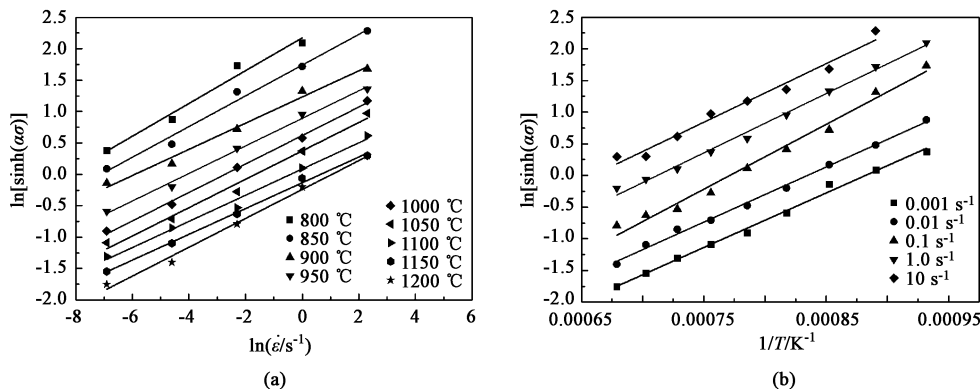 2.5
2.0
1.5
1.0
0.5
0.0
-0.5
-1.0
-1.5
-2.0
ln[sinh(ασ)]
800 ℃
850 ℃
900 ℃
950 ℃
1000 ℃
1050 ℃
1100 ℃
1150 ℃
1200 ℃
-8 -6 -4 -2 0 2 4
ln(ε̇/s⁻¹)
(a)
2.5
2.0
1.5
1.0
0.5
0.0
-0.5
-1.0
-1.5
2.0
ln[sinh(ασ)]
0.001 s⁻¹
0.01 s⁻¹
0.1 s⁻¹
1.0 s⁻¹
10 s⁻¹
0.00065 0.00075 0.00085 0.00095
1/T/K⁻¹
(b)